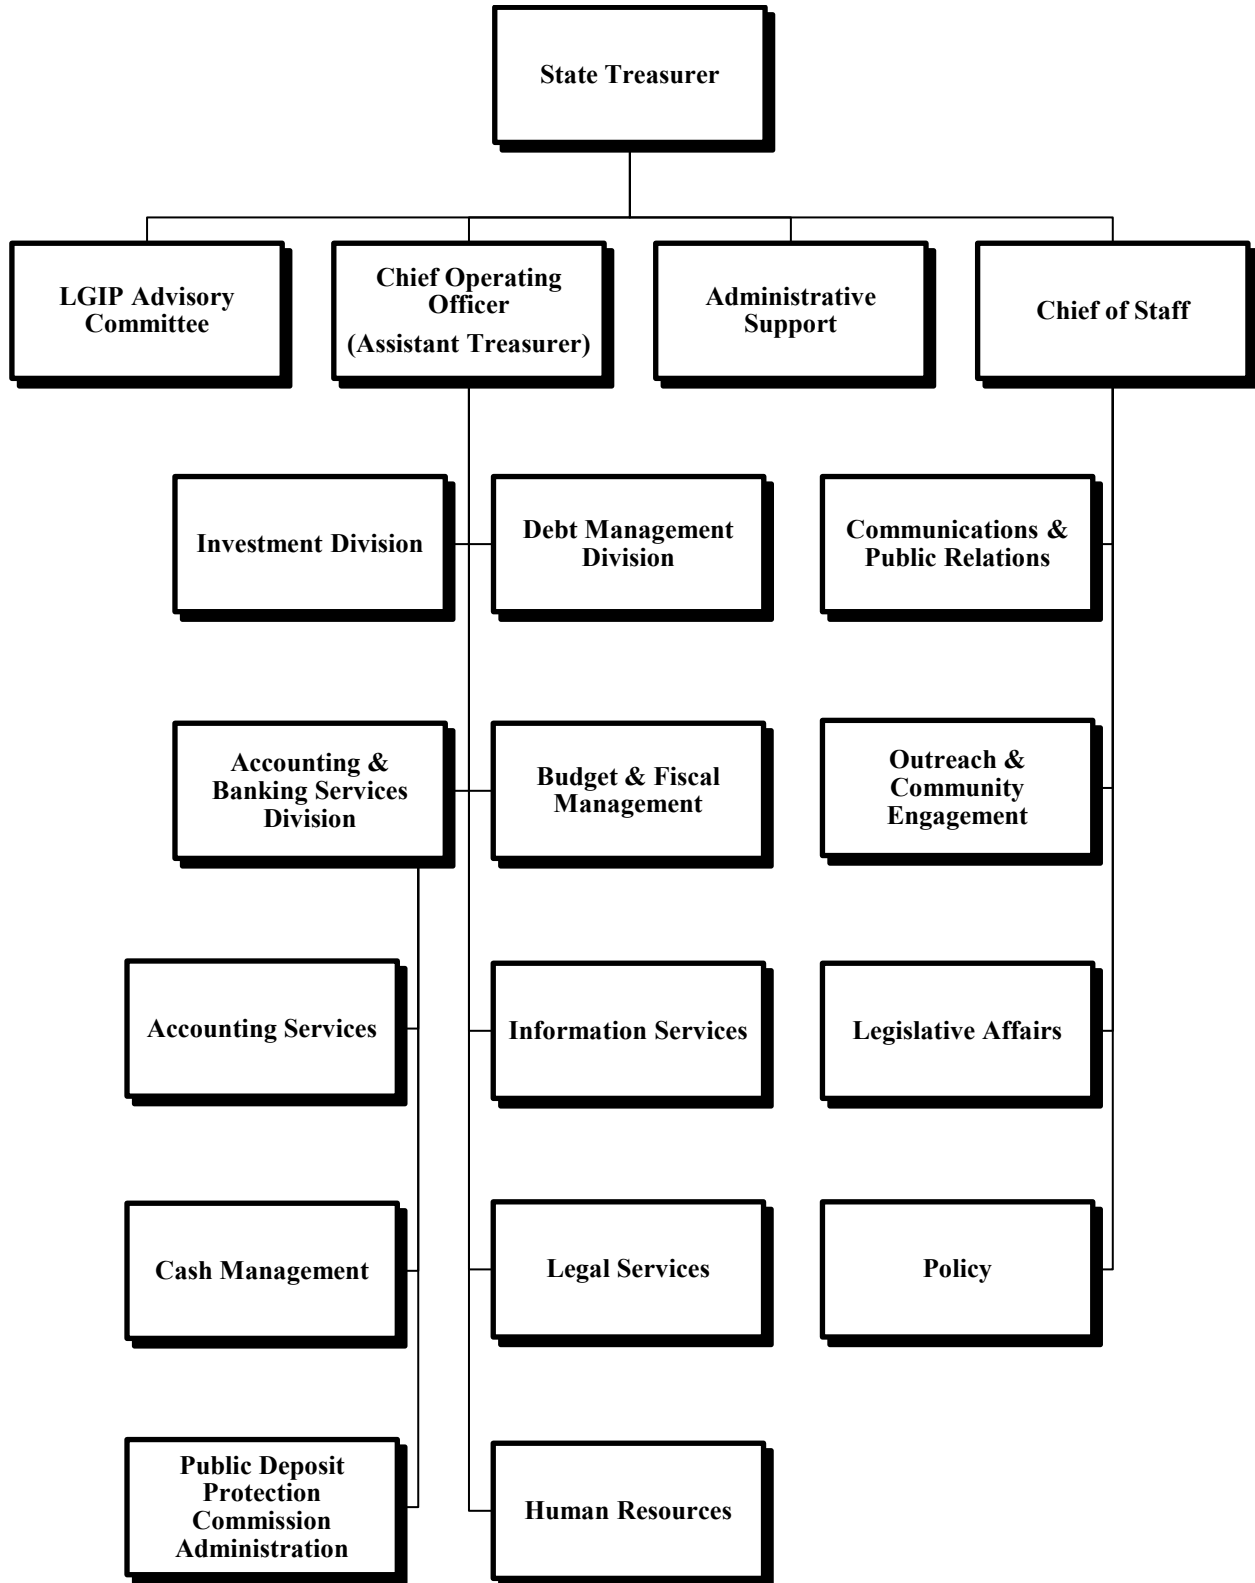 State Treasurer
LGIP Advisory
Committee
Chief Operating
Officer
(Assistant Treasurer)
Administrative
Support
Chief of Staff
Investment Division
Debt Management
Division
Communications &
Public Relations
Accounting &
Banking Services
Division
Budget & Fiscal
Management
Outreach &
Community
Engagement
Accounting Services
Information Services
Legislative Affairs
Cash Management
Legal Services
Policy
Public Deposit
Protection
Commission
Administration
Human Resources